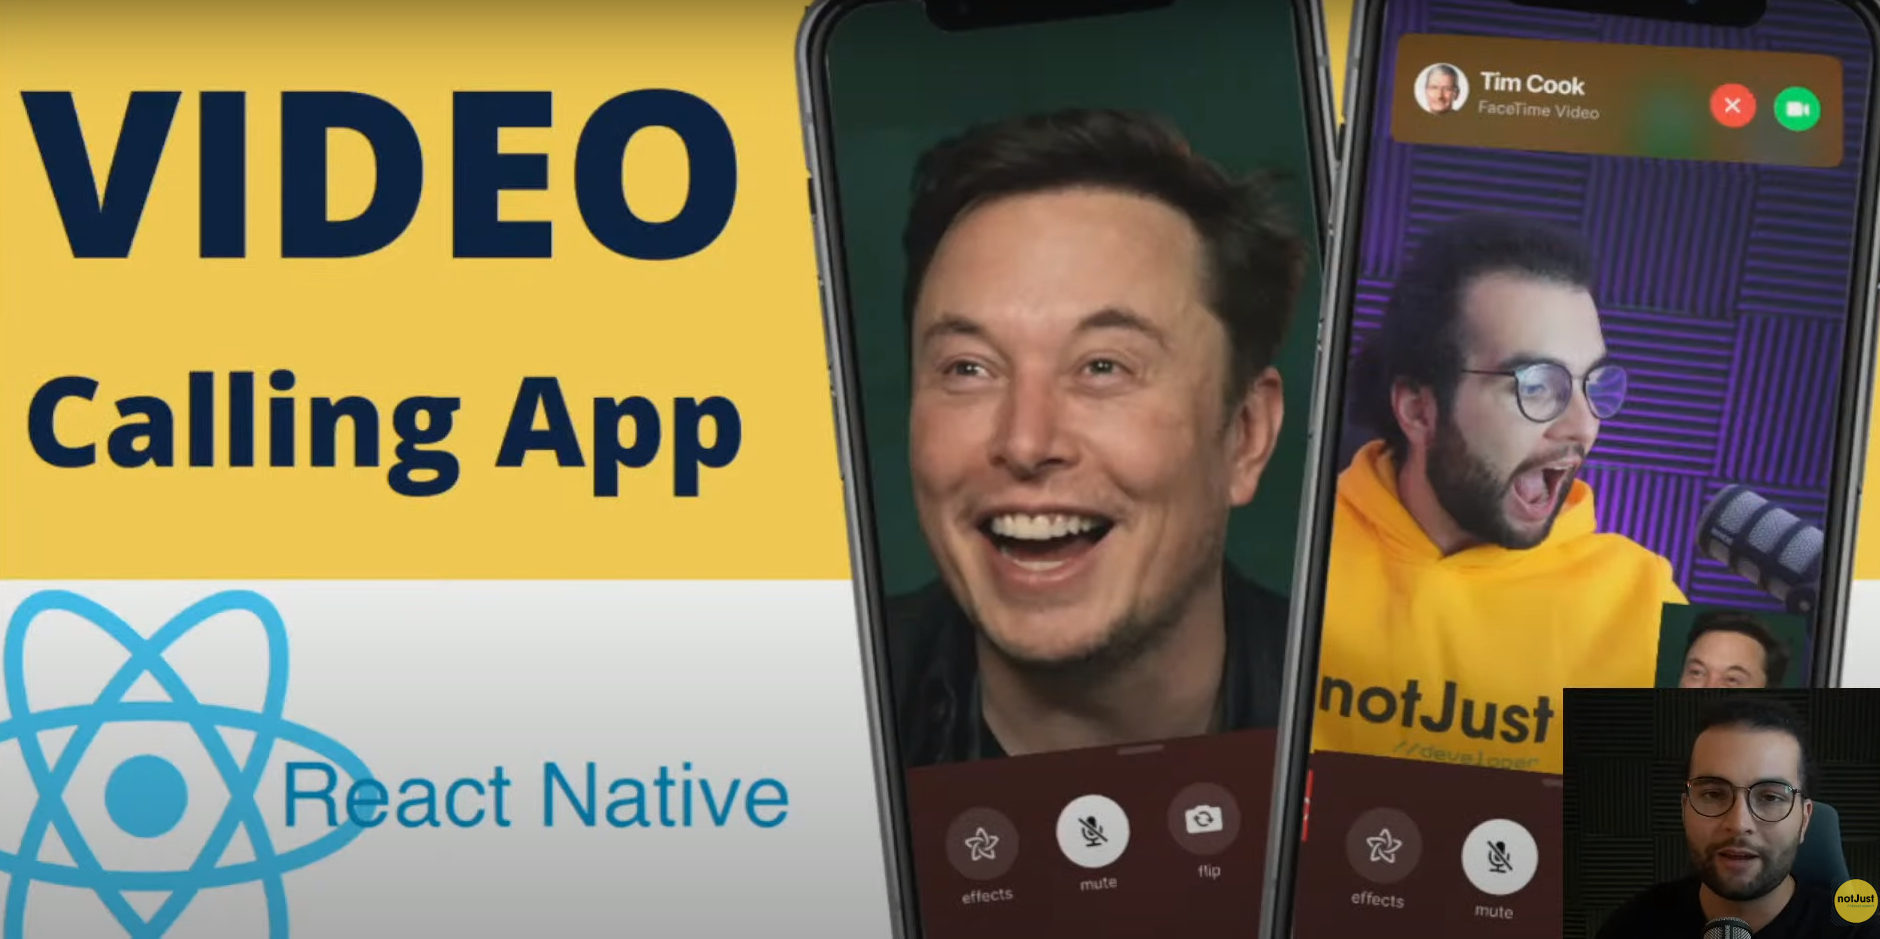 VIDEO
Calling App
React Native
Tim Cook
FaceTime Video
notJust
//developer
effects
mute
flip
effects
mute
notJust